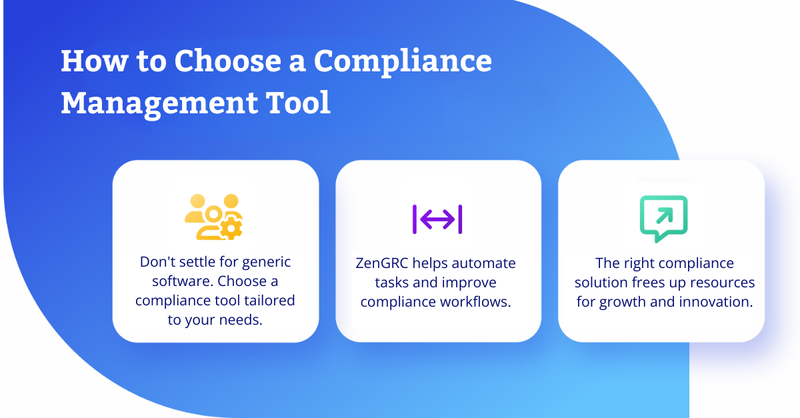 How to Choose a Compliance
Management Tool
Don't settle for generic
software. Choose a
compliance tool tailored
to your needs.
ZenGRC helps automate
tasks and improve
compliance workflows.
The right compliance
solution frees up resources
for growth and innovation.